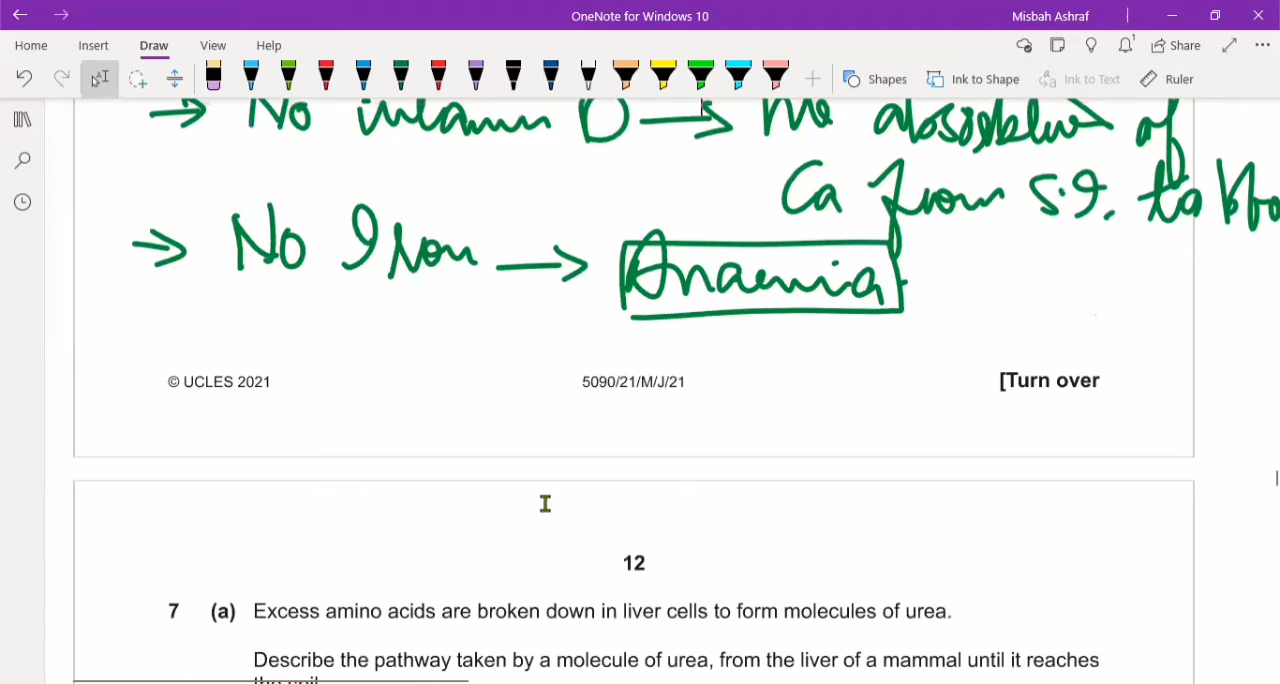 OneNote for Windows 10
Misbah Ashraf
Home Insert Draw View Help
Share
Shapes Ink to Shape Ink to Text Ruler
→ No D → of
Ca from S.I. to
→ No Iron → Anaemia
© UCLES 2021 5090/21/M/J/21 [Turn over
12
7 (a) Excess amino acids are broken down in liver cells to form molecules of urea.
Describe the pathway taken by a molecule of urea, from the liver of a mammal until it reaches